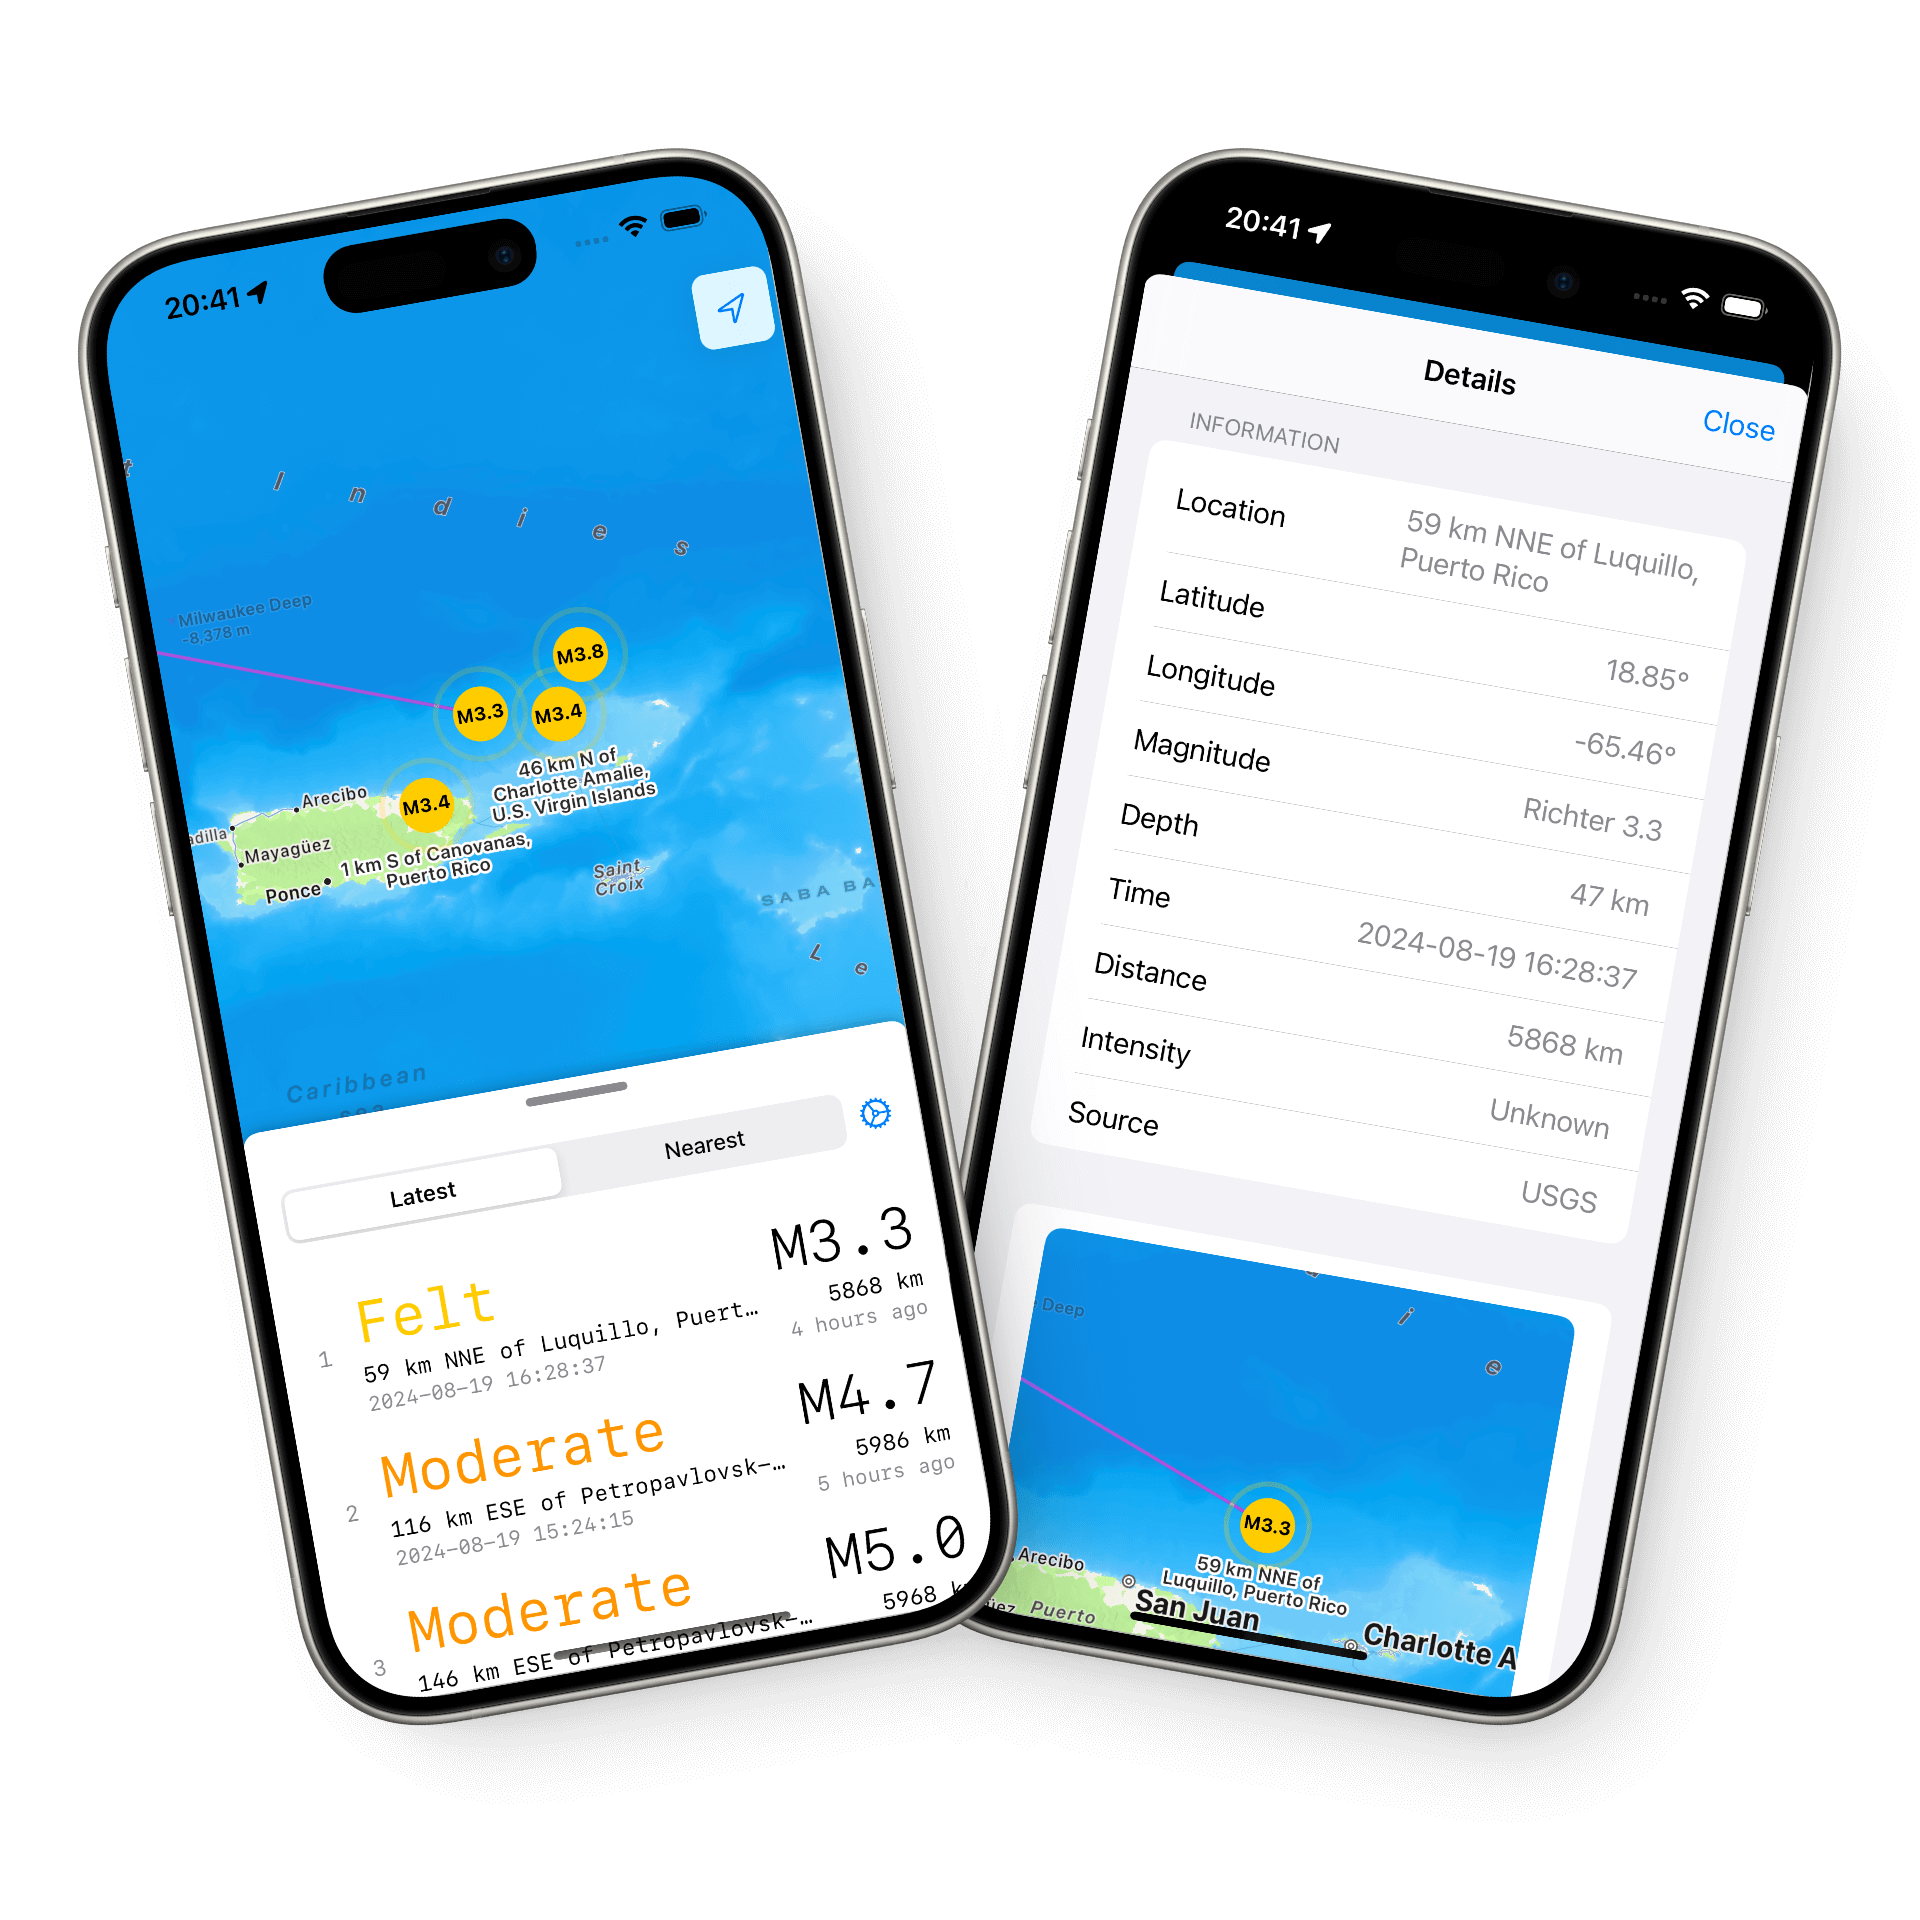 20:41
t I n d i e s
Milwaukee Deep
-8,378 m
M3.8
M3.3
M3.4
46 km N of
Charlotte Amalie,
U.S. Virgin Islands
M3.4
Arecibo
adilla
Mayagüez
1 km S of Canovanas,
Puerto Rico
Ponce
Saint
Croix
SABA BA
L e
Caribbean
Latest
Nearest
Felt
M3.3
1
59 km NNE of Luquillo, Puert…
5868 km
2024-08-19 16:28:37
4 hours ago
Moderate
M4.7
2
116 km ESE of Petropavlovsk-…
5986 km
2024-08-19 15:24:15
5 hours ago
Moderate
M5.0
3
146 km ESE of Petropavlovsk-…
5968 k
20:41
Details
Close
INFORMATION
Location
59 km NNE of Luquillo,
Puerto Rico
Latitude
18.85°
Longitude
-65.46°
Magnitude
Richter 3.3
Depth
47 km
Time
2024-08-19 16:28:37
Distance
5868 km
Intensity
Unknown
Source
USGS
Deep
i e
M3.3
59 km NNE of
Luquillo, Puerto Rico
Arecibo
San Juan
üez
Puerto
Charlotte A